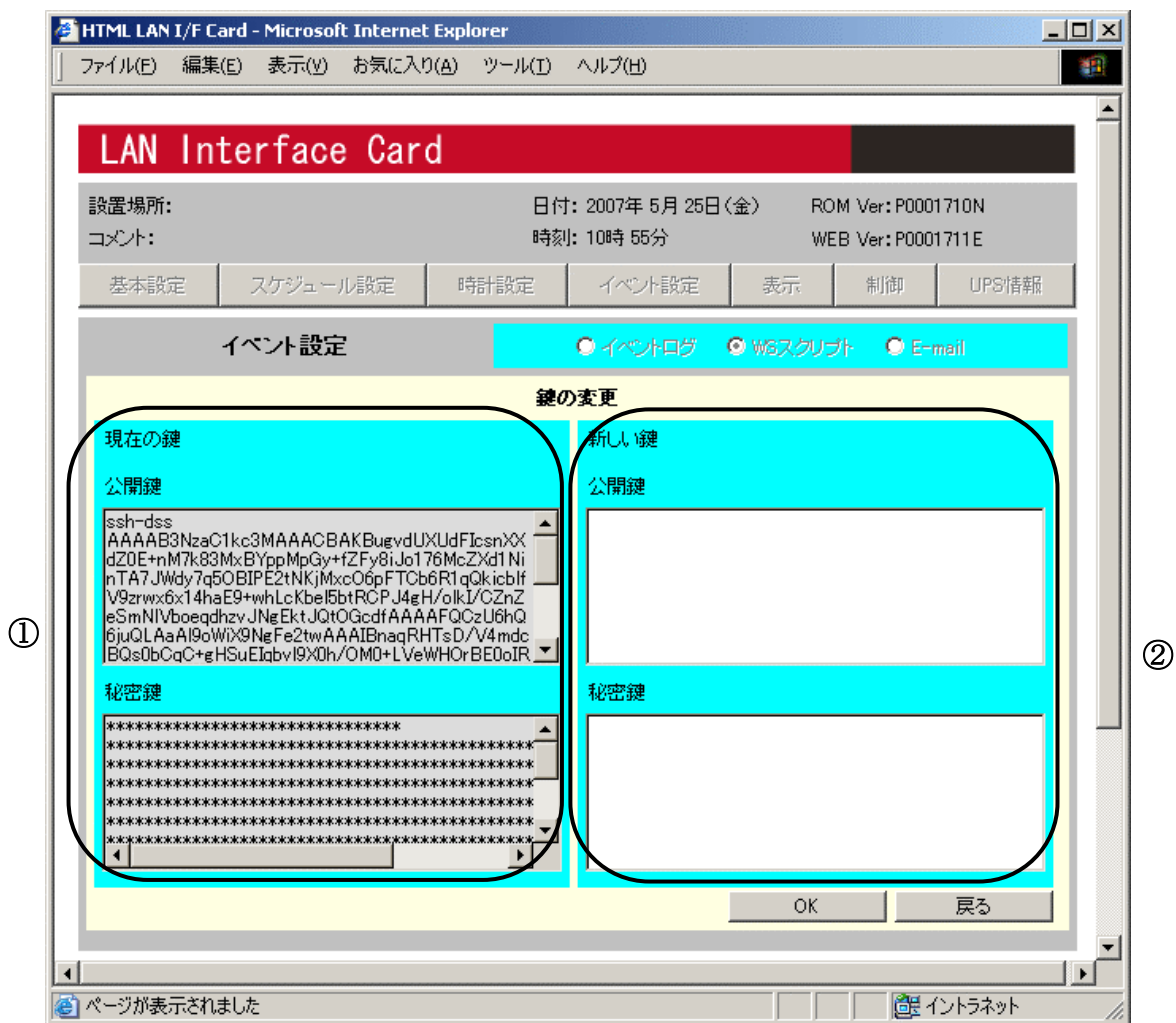 HTML LAN I/F Card - Microsoft Internet Explorer
ファイル(F) 編集(E) 表示(V) お気に入り(A) ツール(T) ヘルプ(H)
LAN Interface Card
設置場所: 日付: 2007年 5月 25日(金) ROM Ver: P0001710N
コメント: 時刻: 10時 55分 WEB Ver: P0001711E
基本設定 スケジュール設定 時計設定 イベント設定 表示 制御 UPS情報
イベント設定 イベントログ WSスクリプト E-mail
鍵の変更
現在の鍵
公開鍵
ssh-dss
AAAAB3NzaC1kc3MAAACBAKBugvdUXUdFIcsnXX
dZ0E+nM7k83MxBYppMpGy+fZFy8iJo176McZXd1Ni
nTA7JWdy7q5OBIPE2tNKjMxcO6pFTCb6R1qQkicbIf
V9zrwx6x14haE9+whLcKbel5btRCPJ4gH/olkI/CZnZ
eSmNIVboeqdhzvJNgEktJQtOGcdfAAAAFQCzU6hQ
6juQLAaAl9oWiX9NgFe2twAAAIBnaqRHTsD/V4mdc
BQs0bCqC+gHSuEIqbvI9X0h/OM0+LVeWHOrBE0oIR
秘密鍵
*******************************
*********************************************
*********************************************
*********************************************
*********************************************
*********************************************
*********************************************
新しい鍵
公開鍵
秘密鍵
①
②
OK 戻る
ページが表示されました イントラネット